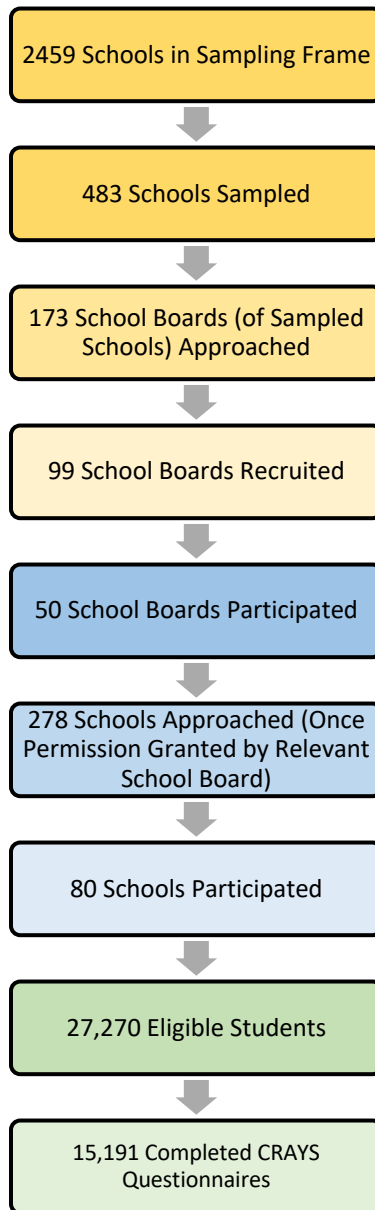 2459 Schools in Sampling Frame
483 Schools Sampled
173 School Boards (of Sampled
Schools) Approached
99 School Boards Recruited
50 School Boards Participated
278 Schools Approached (Once
Permission Granted by Relevant
School Board)
80 Schools Participated
27,270 Eligible Students
15,191 Completed CRAYS
Questionnaires